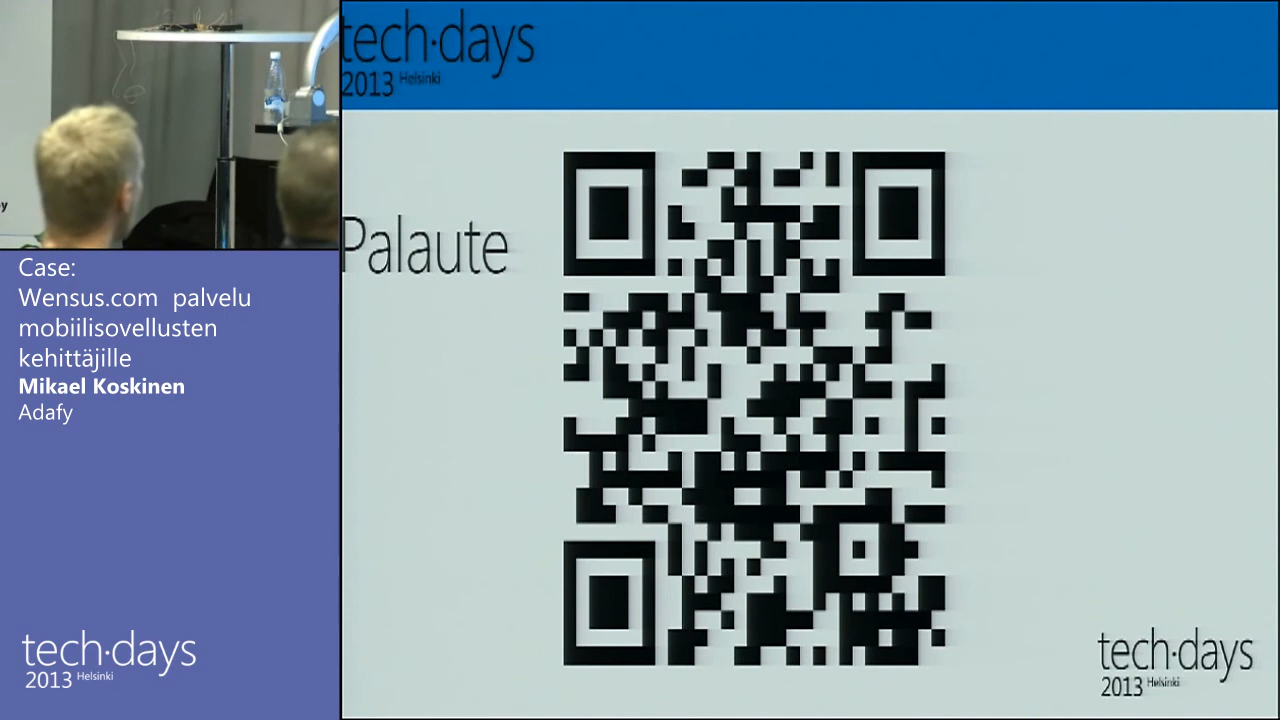 tech·days
2013 Helsinki
Palaute
y
Case:
Wensus.com palvelu
mobiilisovellusten
kehittäjille
Mikael Koskinen
Adafy
tech·days
2013 Helsinki
tech·days
2013 Helsinki